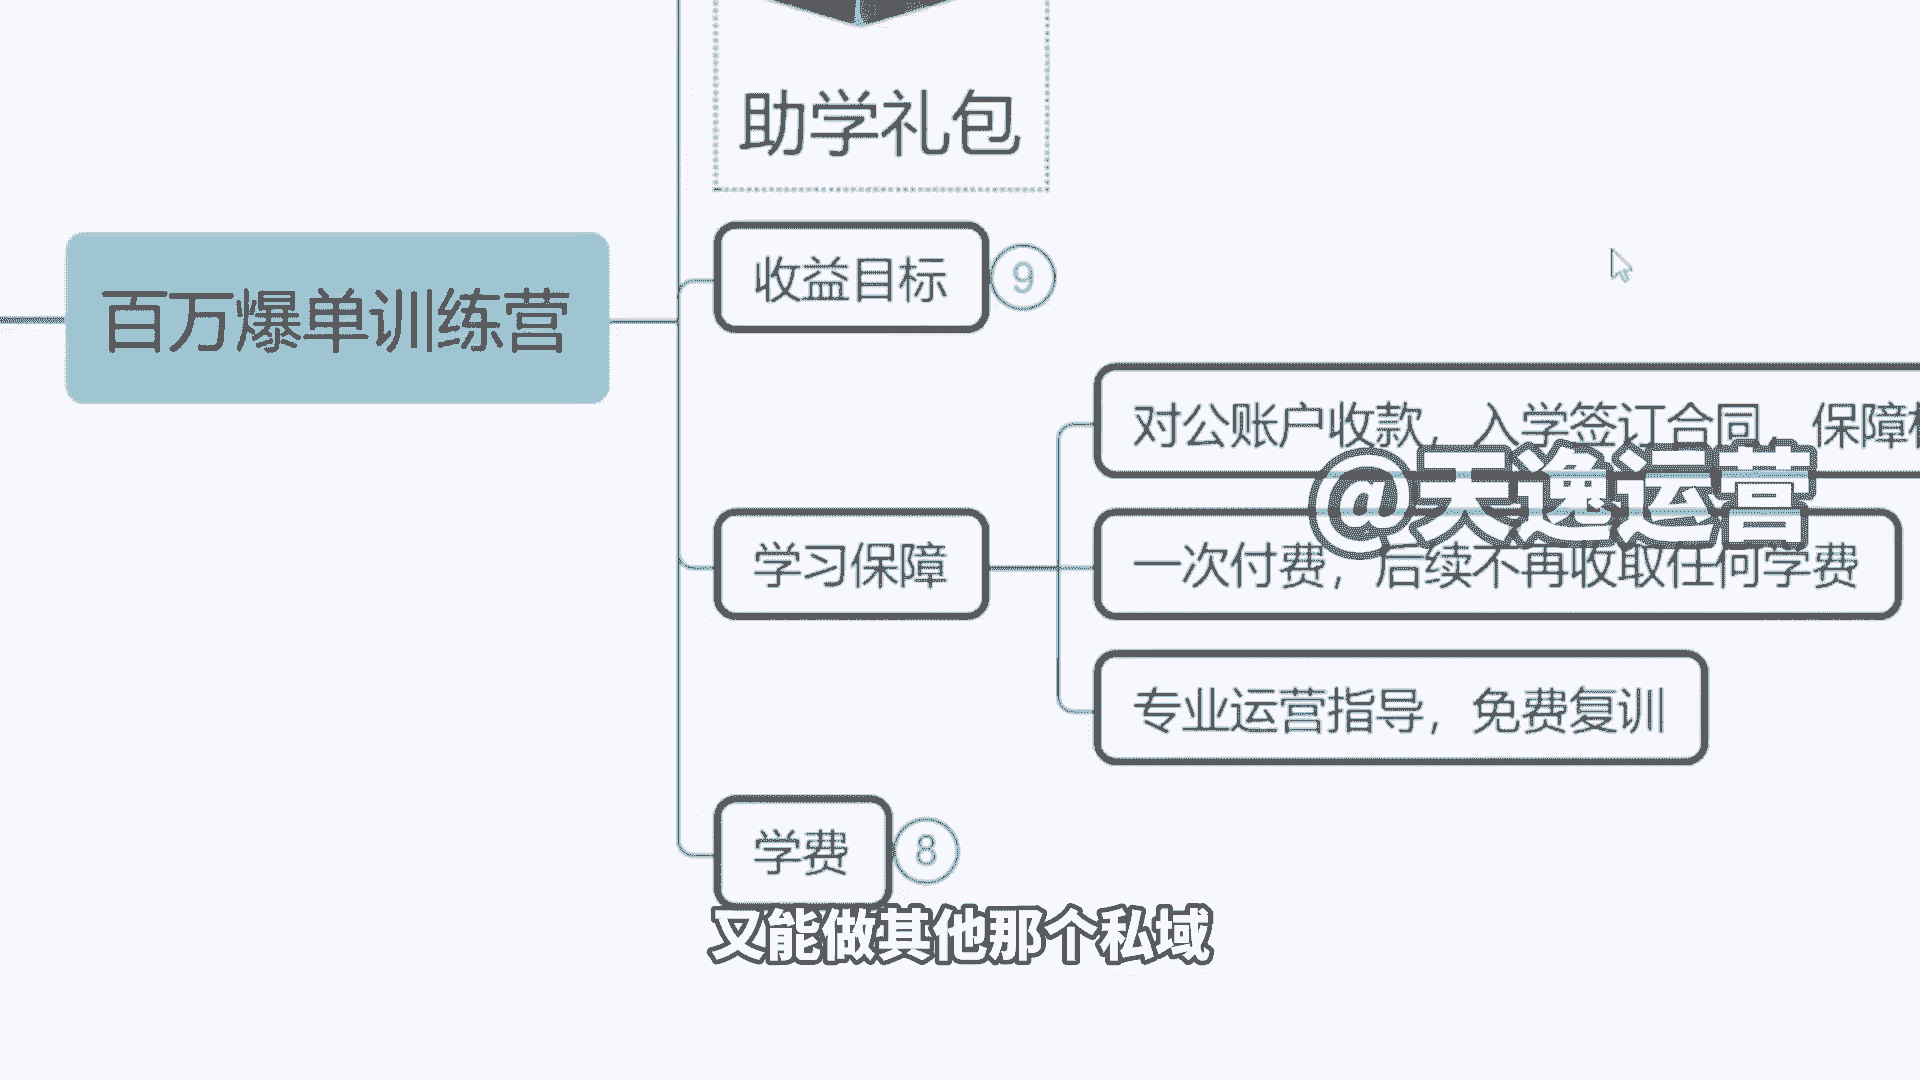 助学礼包
收益目标
9
百万爆单训练营
对公账户收款，入学签订合同，保障
@天逸运营
学习保障
一次付费，后续不再收取任何学费
专业运营指导，免费复训
学费
8
又能做其他那个私域